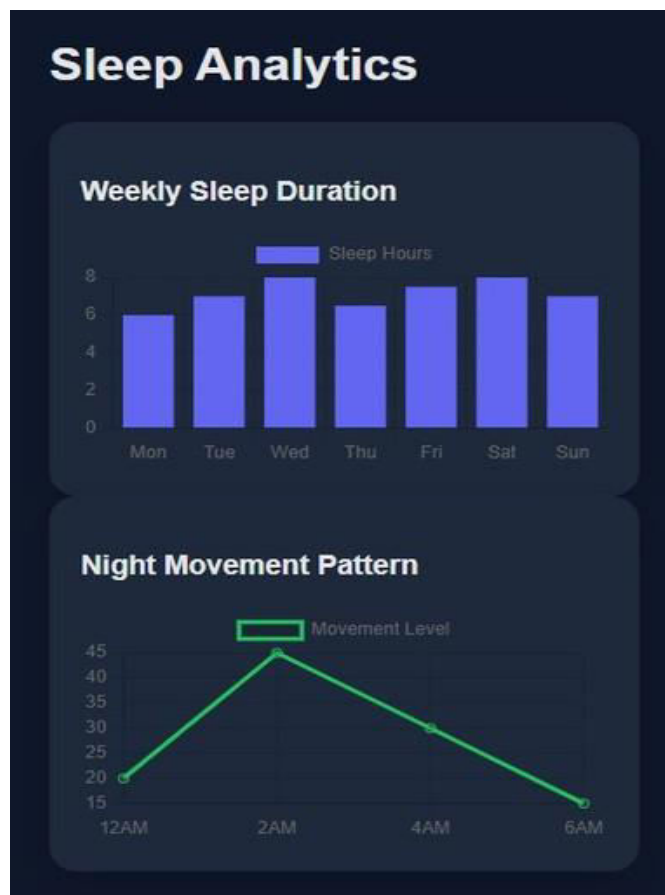 Sleep Analytics
Weekly Sleep Duration
Sleep Hours
8
6
4
2
0
Mon Tue Wed Thu Fri Sat Sun
Night Movement Pattern
Movement Level
45
40
35
30
25
20
15
12AM 2AM 4AM 6AM